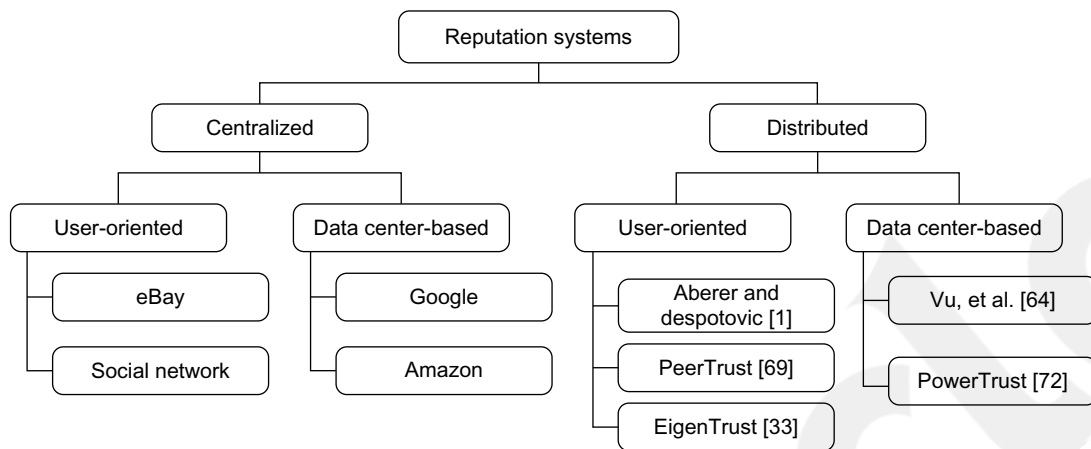 Reputation systems
Centralized
Distributed
User-oriented
Data center-based
User-oriented
Data center-based
eBay
Google
Aberer and
despotovic [1]
Vu, et al. [64]
Social network
Amazon
PeerTrust [69]
PowerTrust [72]
EigenTrust [33]